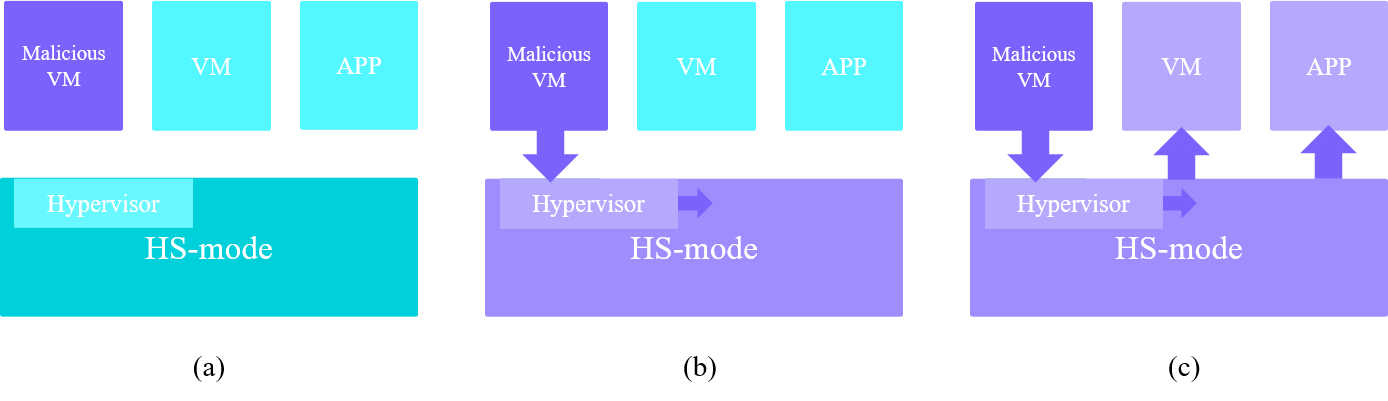 Malicious
VM
VM
APP
Hypervisor
HS-mode
(a)
Malicious
VM
VM
APP
Hypervisor
HS-mode
(b)
Malicious
VM
VM
APP
Hypervisor
HS-mode
(c)